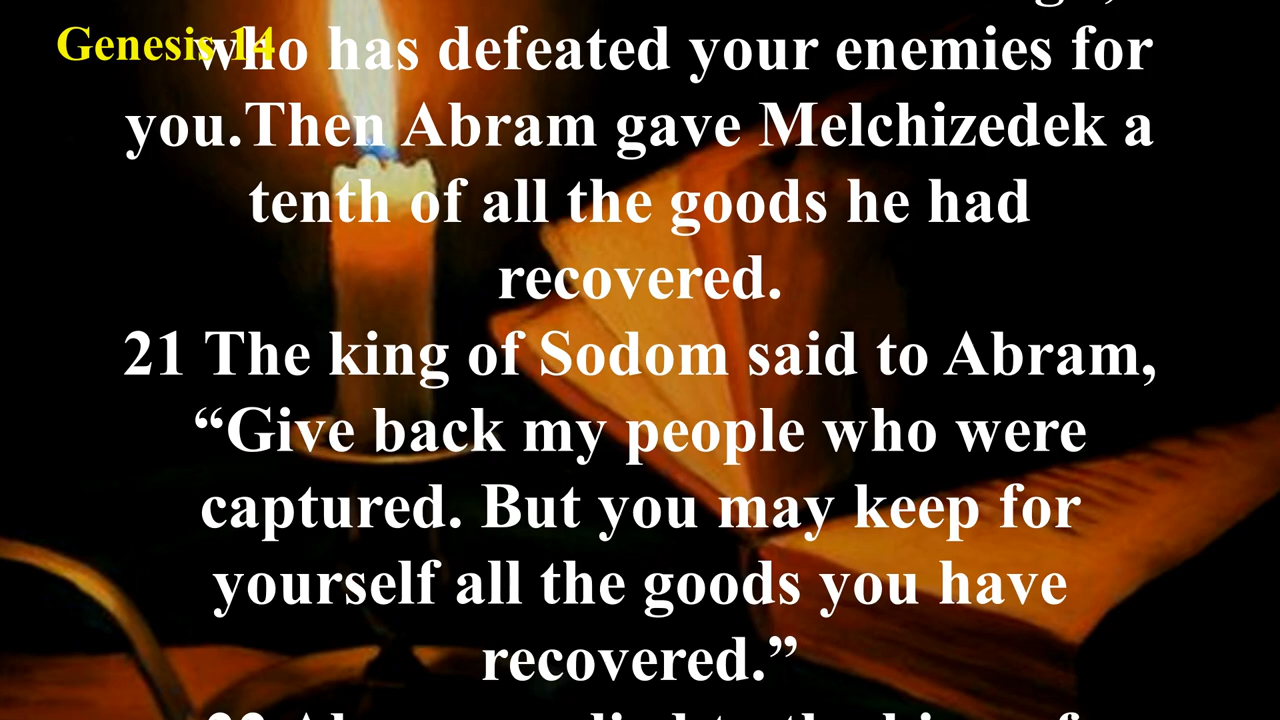 Genesis 14
who has defeated your enemies for
you.Then Abram gave Melchizedek a
tenth of all the goods he had
recovered.
21 The king of Sodom said to Abram,
“Give back my people who were
captured. But you may keep for
yourself all the goods you have
recovered.”